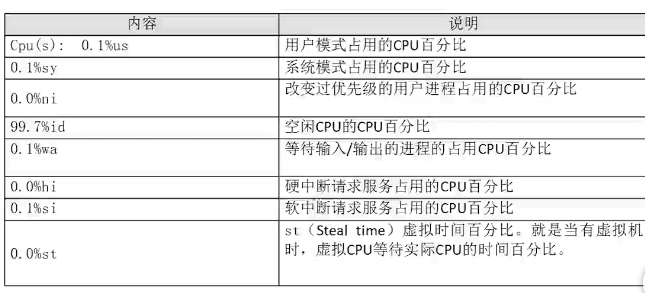 内容 说明
Cpu(s): 0.1%us 用户模式占用的CPU百分比
0.1%sy 系统模式占用的CPU百分比
0.0%ni 改变过优先级的用户进程占用的CPU百分比
99.7%id 空闲CPU的CPU百分比
0.1%wa 等待输入/输出的进程的占用CPU百分比
0.0%hi 硬中断请求服务占用的CPU百分比
0.1%si 软中断请求服务占用的CPU百分比
0.0%st st（Steal time）虚拟时间百分比。就是当有虚拟机
时，虚拟CPU等待实际CPU的时间百分比。